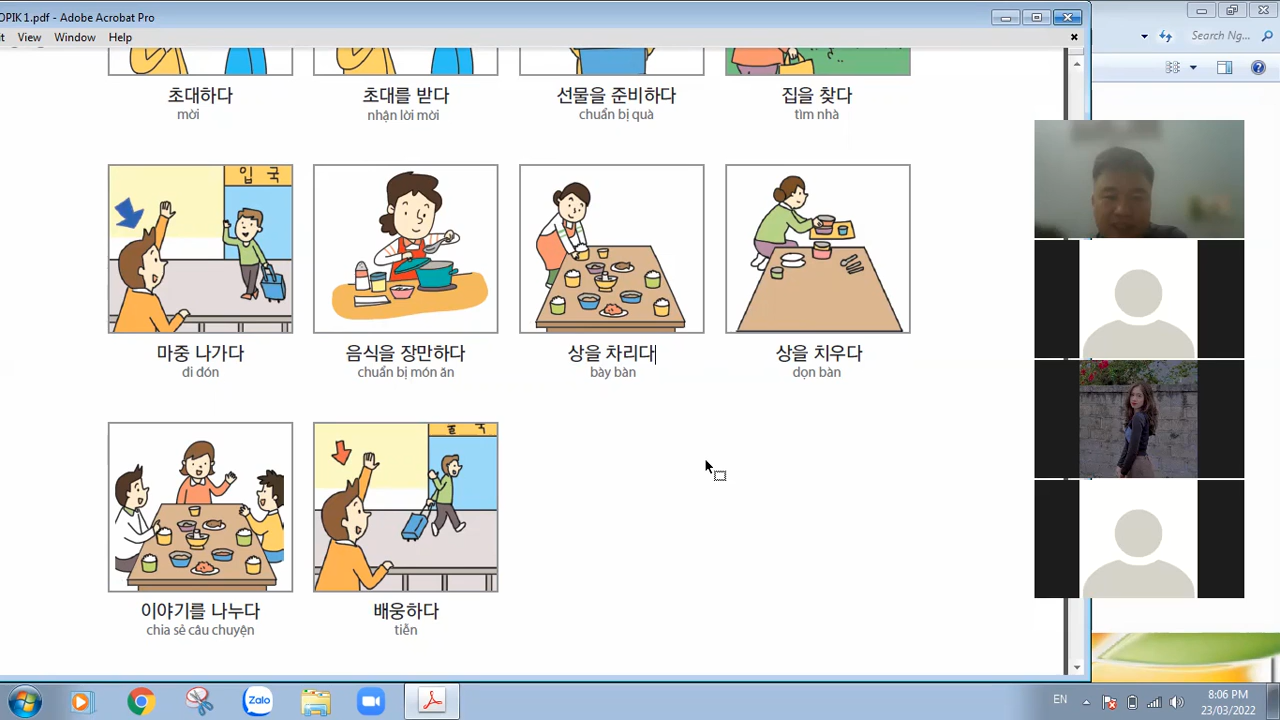 OPIK 1.pdf - Adobe Acrobat Pro
View Window Help
Search Ng...
초대하다 초대를 받다 선물을 준비하다 집을 찾다
mời nhận lời mời chuẩn bị quà tìm nhà
입 국
마중 나가다 음식을 장만하다 상을 차리다 상을 치우다
đi đón chuẩn bị món ăn bày bàn dọn bàn
이야기를 나누다 배웅하다
chia sẻ câu chuyện tiễn
Zalo
EN
8:06 PM
23/03/2022